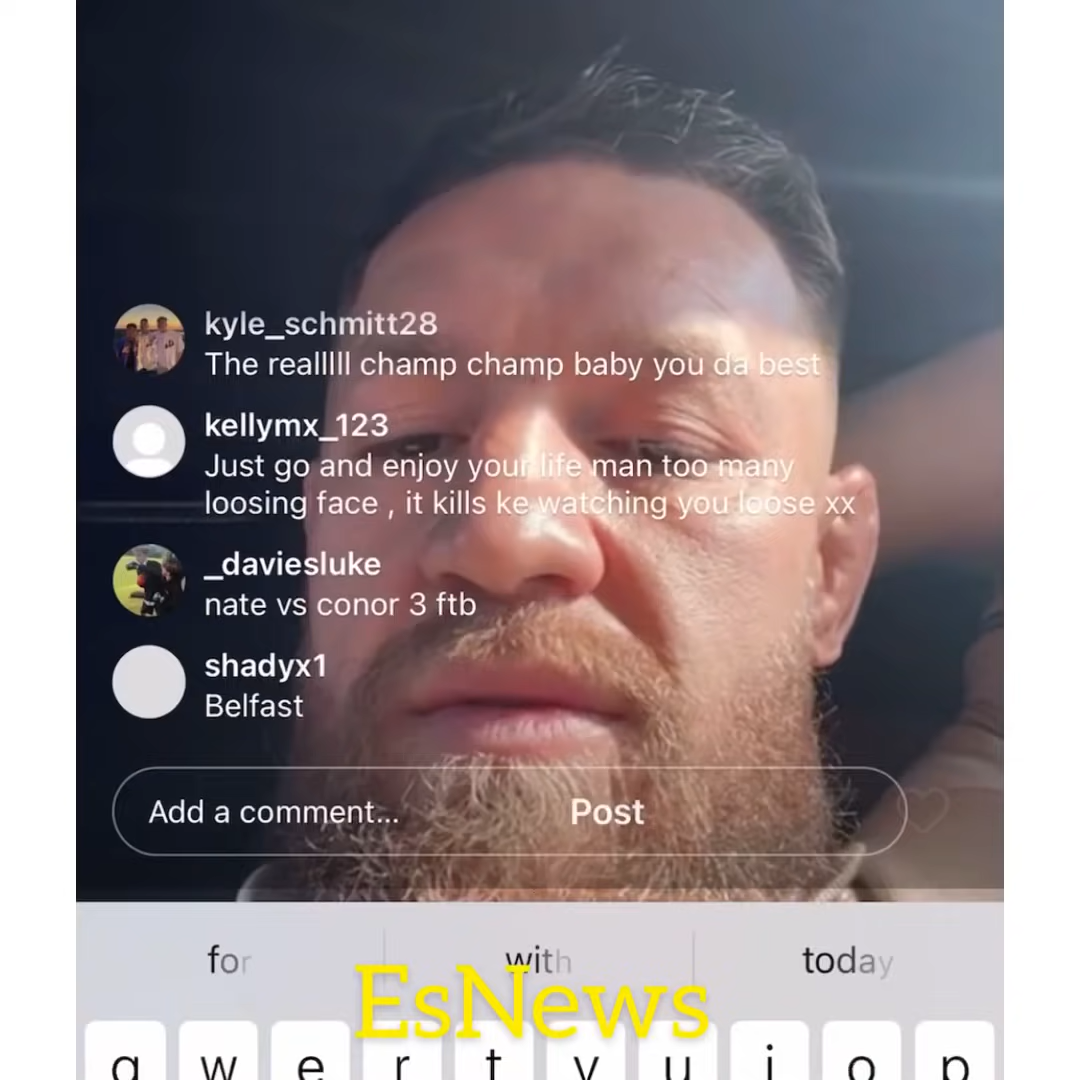 kyle_schmitt28
The realllll champ champ baby you da best
kellymx_123
Just go and enjoy your life man too many
loosing face , it kills ke watching you loose xx
_daviesluke
nate vs conor 3 ftb
shadyx1
Belfast
Add a comment... Post
for with today
EsNews
q w e r t y u i o p